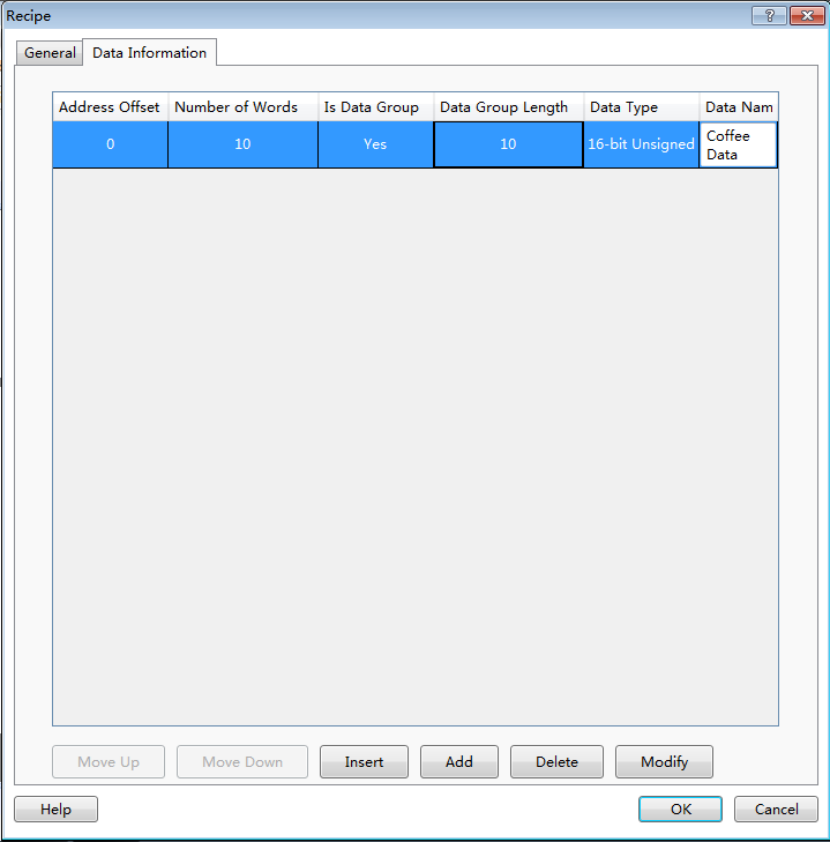 Recipe
General Data Information
Address Offset Number of Words Is Data Group Data Group Length Data Type Data Nam
0 10 Yes 10 16-bit Unsigned Coffee
Data
Move Up Move Down Insert Add Delete Modify
Help OK Cancel